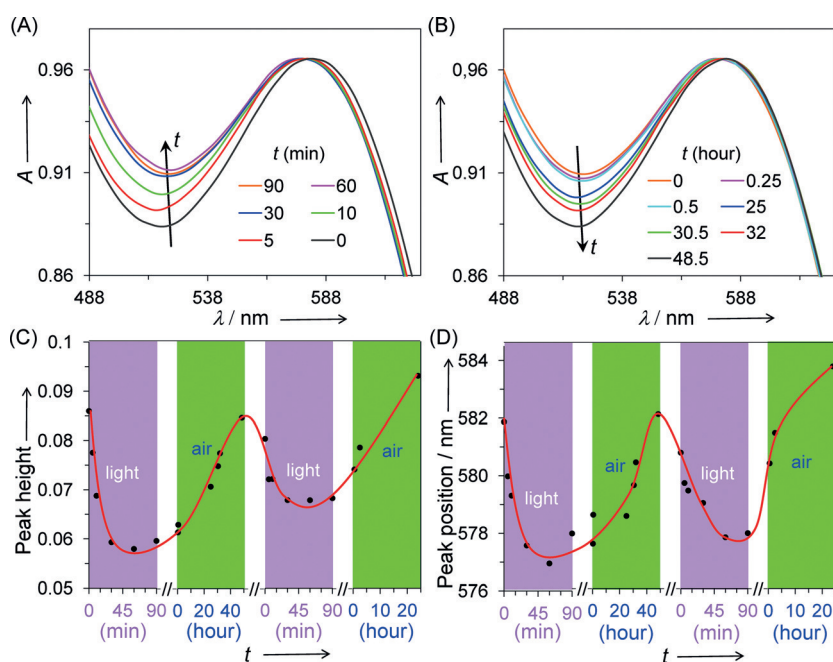 (A)
0.96
0.91
0.86
A
t
t (min)
90 60
30 10
5 0
488 538 588
λ / nm
(B)
0.96
0.91
0.86
A
t (hour)
0 0.25
0.5 25
30.5 32
48.5
t
488 538 588
λ / nm
(C)
0.1
0.09
0.08
0.07
0.06
0.05
Peak height
light air light air
0 45 90 // 0 20 40 // 0 45 90 // 0 10 20
(min) (hour) (min) (hour)
t
(D)
584
582
580
578
576
Peak position / nm
light air light air
0 45 90 // 0 20 40 // 0 45 90 // 0 10 20
(min) (hour) (min) (hour)
t